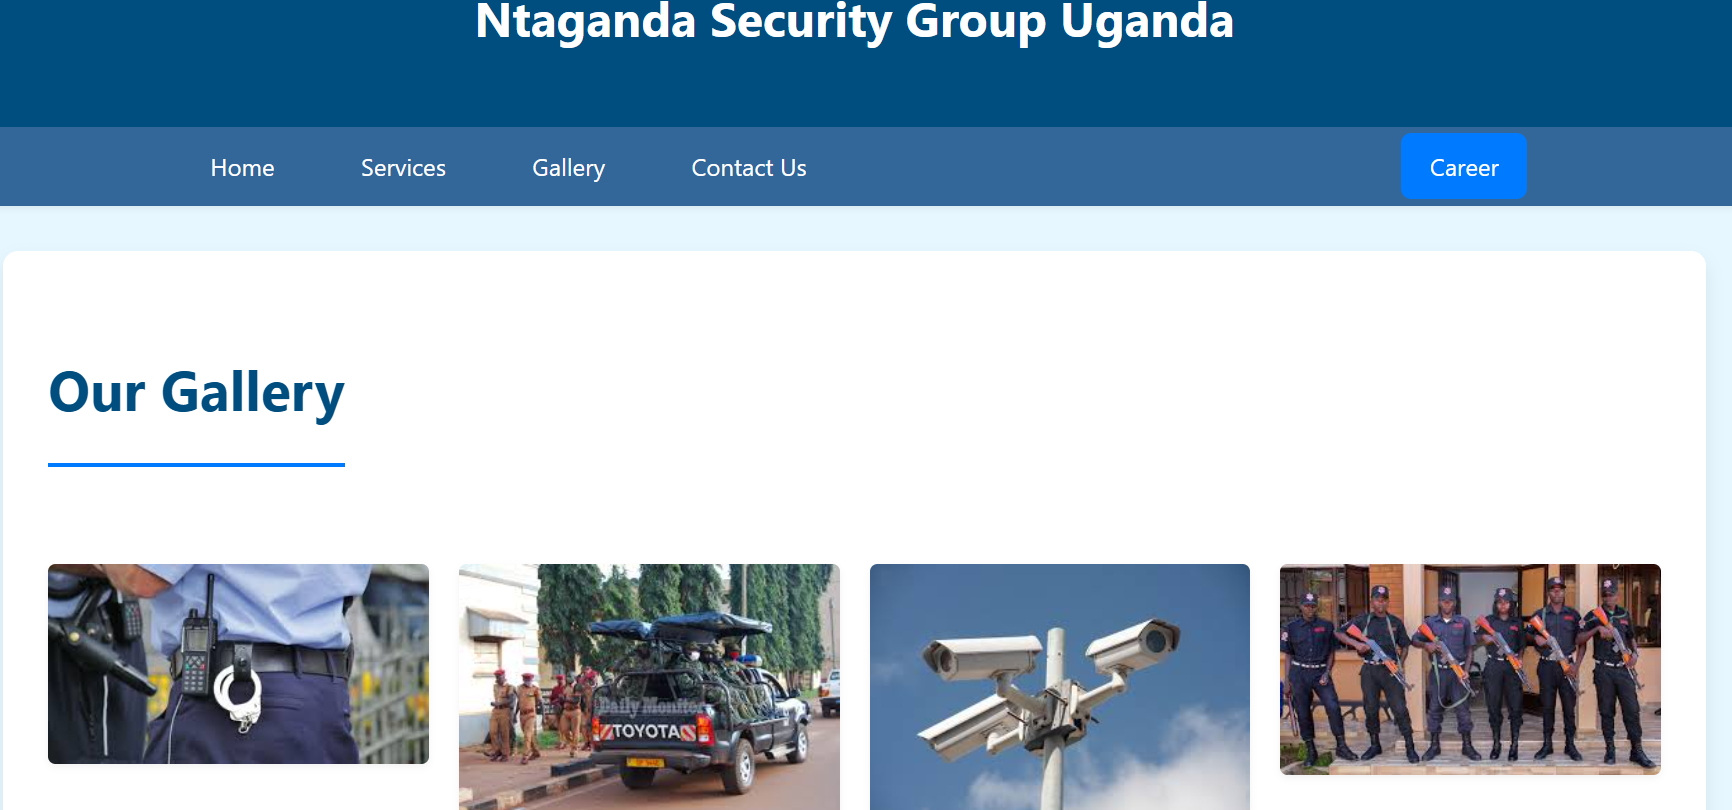 Ntaganda Security Group Uganda
Home
Services
Gallery
Contact Us
Career
Our Gallery
Daily Monitor
TOYOTA